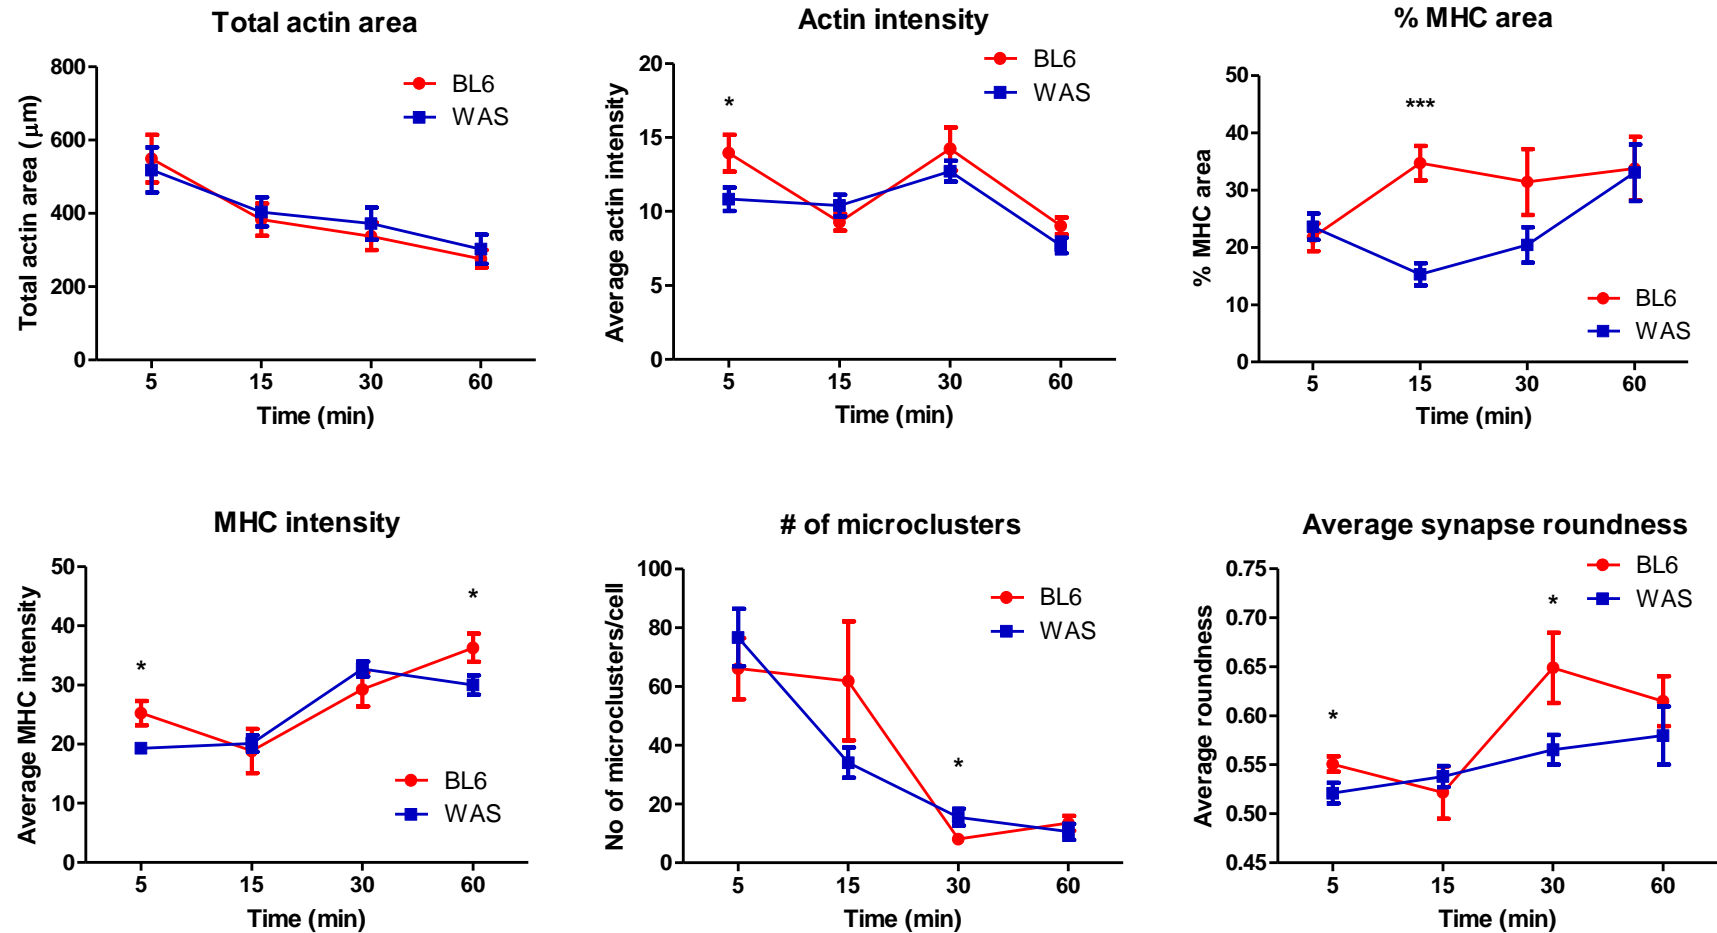 Total actin area
800
600
400
200
0
Total actin area (μm)
BL6
WAS
5 15 30 60
Time (min)
Actin intensity
20
15
10
5
0
Average actin intensity
BL6
WAS
*
5 15 30 60
Time (min)
% MHC area
50
40
30
20
10
0
% MHC area
***
BL6
WAS
5 15 30 60
Time (min)
MHC intensity
50
40
30
20
10
0
Average MHC intensity
*
*
BL6
WAS
5 15 30 60
Time (min)
# of microclusters
100
80
60
40
20
0
No of microclusters/cell
BL6
WAS
*
5 15 30 60
Time (min)
Average synapse roundness
0.75
0.70
0.65
0.60
0.55
0.50
0.45
Average roundness
BL6
WAS
*
*
5 15 30 60
Time (min)